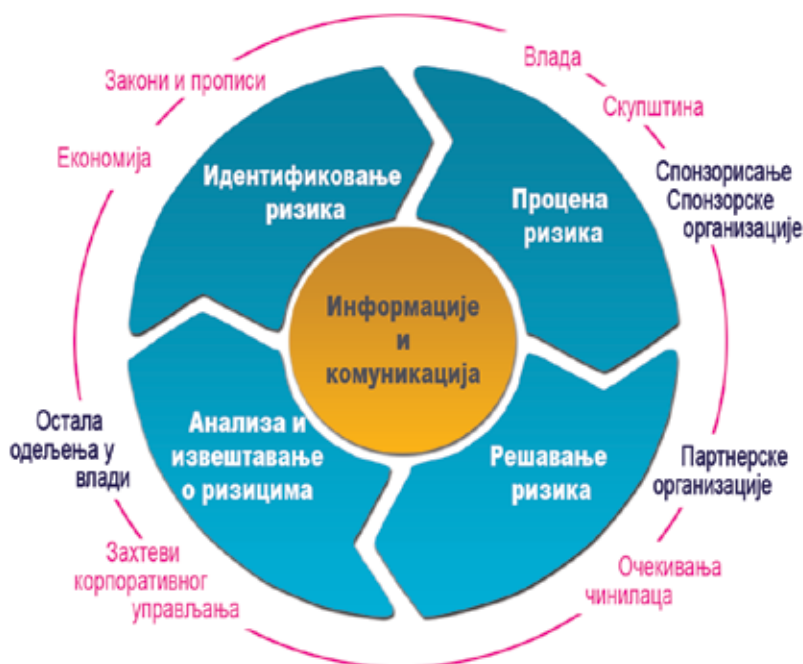 Влада
Закони и прописи
Скупштина
Економија
Спонзорисање
Спонзорске
организације
Идентификовање
ризика
Процена
ризика
Информације
и
комуникација
Анализа и
извештавање
о ризицима
Решавање
ризика
Остала
одељења у
влади
Партнерске
организације
Захтеви
корпоративног
управљања
Очекивања
чинилаца